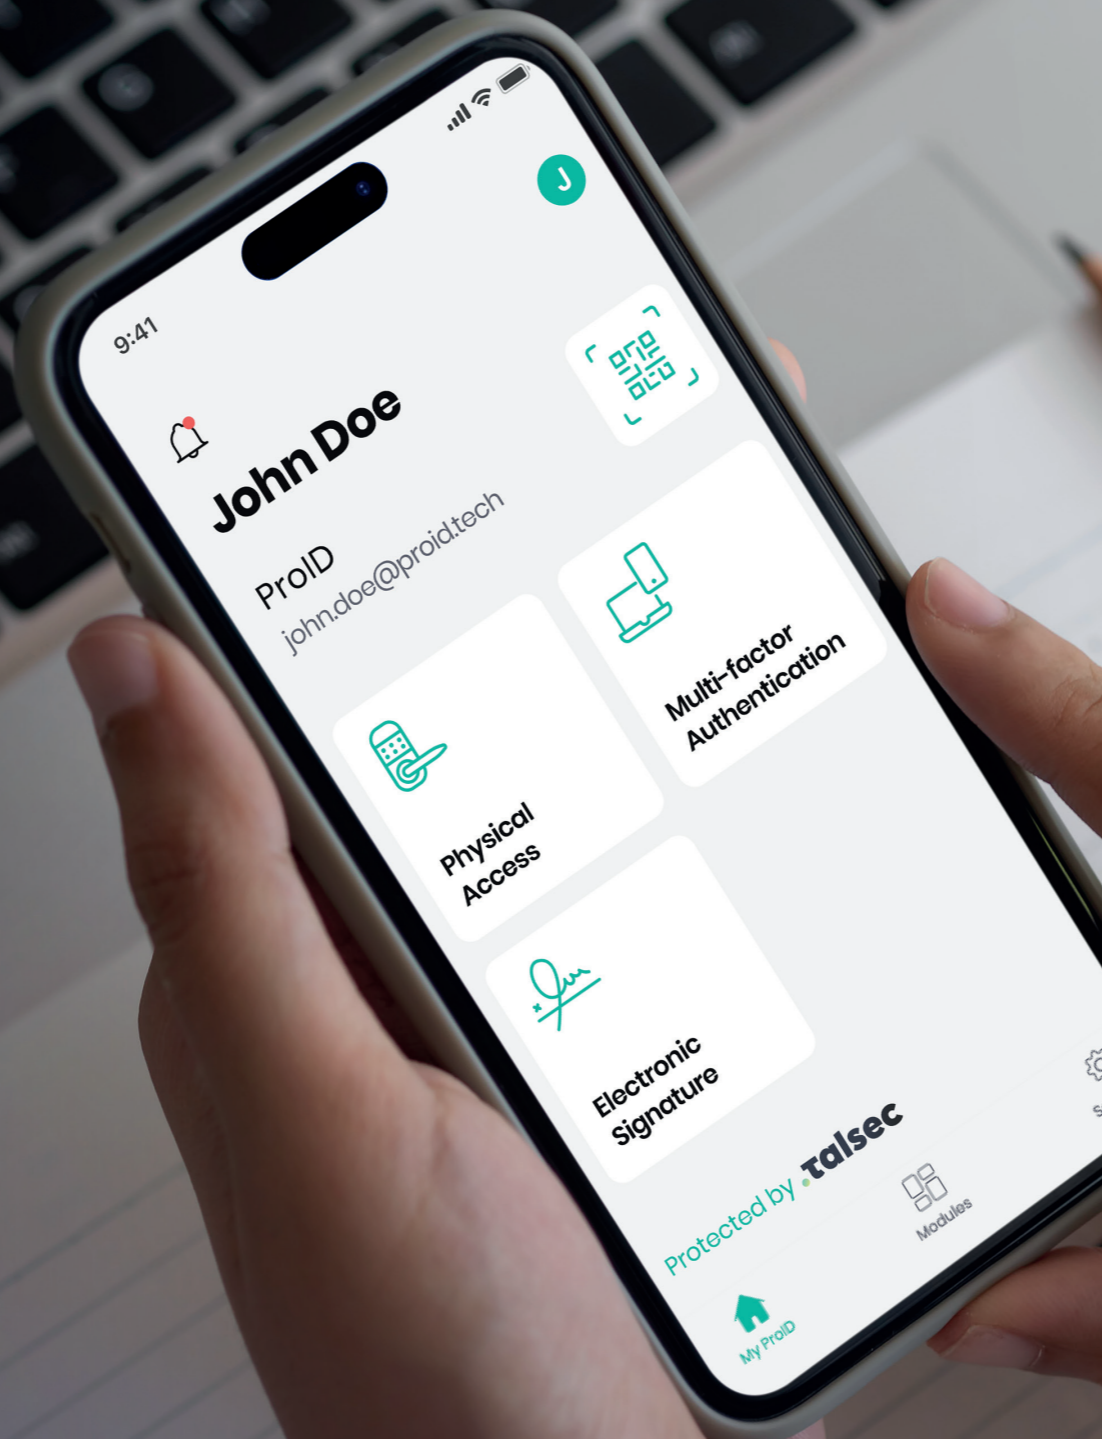 9:41
J
John Doe
ProID
john.doe@proid.tech
Physical
Access
Multi-factor
Authentication
Electronic
Signature
Protected by talsec
My ProID
Modules